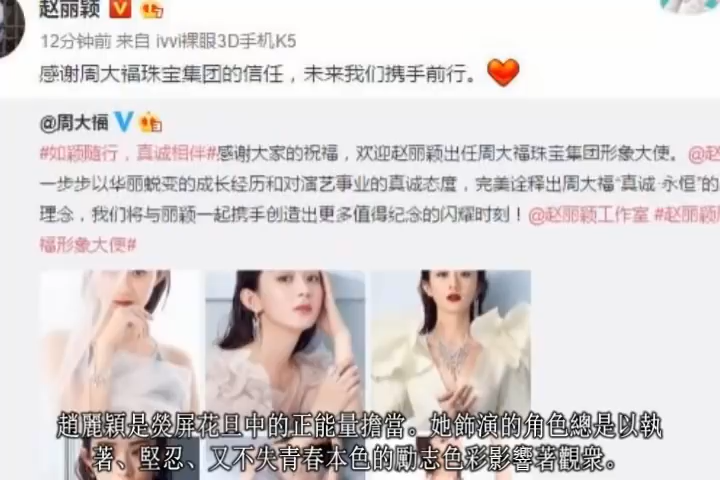 赵丽颖
12分钟前 来自 ivvi裸眼3D手机K5
感谢周大福珠宝集团的信任，未来我们携手前行。
@周大福
#如颖随行，真诚相伴#感谢大家的祝福，欢迎赵丽颖出任周大福珠宝集团形象大使。@赵
一步步以华丽蜕变的成长经历和对演艺事业的真诚态度，完美诠释出周大福“真诚·永恒”的
理念，我们将与丽颖一起携手创造出更多值得纪念的闪耀时刻！@赵丽颖工作室 #赵丽颖周
福形象大使#
趙麗穎是熒屏花旦中的正能量擔當。她飾演的角色總是以執
著、堅忍、又不失青春本色的勵志色彩影響著觀衆。